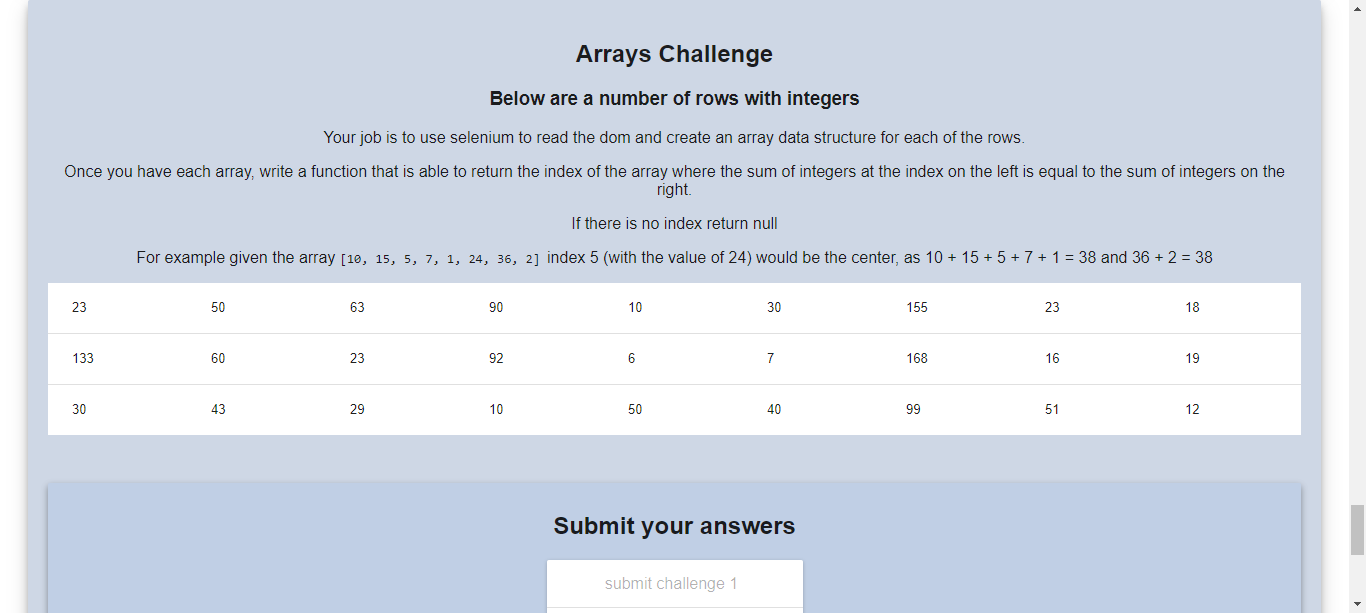 Arrays Challenge
Below are a number of rows with integers
Your job is to use selenium to read the dom and create an array data structure for each of the rows.
Once you have each array, write a function that is able to return the index of the array where the sum of integers at the index on the left is equal to the sum of integers on the
right.
If there is no index return null
For example given the array [10, 15, 5, 7, 1, 24, 36, 2] index 5 (with the value of 24) would be the center, as 10 + 15 + 5 + 7 + 1 = 38 and 36 + 2 = 38
23 50 63 90 10 30 155 23 18
133 60 23 92 6 7 168 16 19
30 43 29 10 50 40 99 51 12
Submit your answers
submit challenge 1